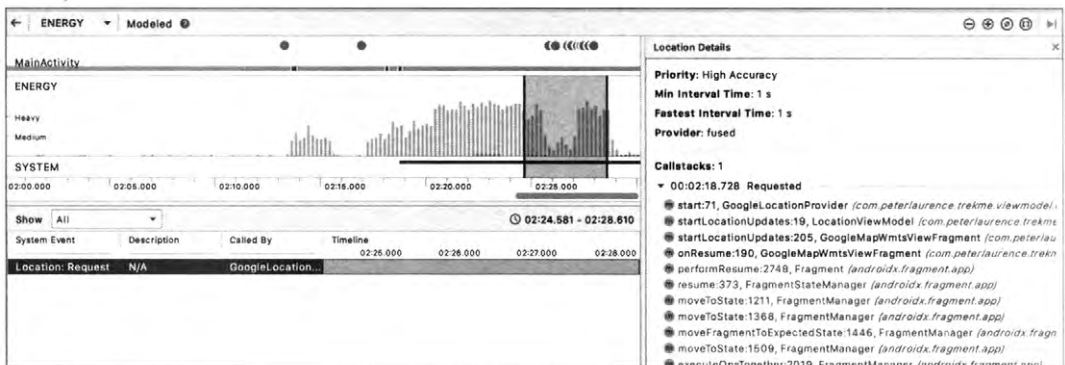 ← ENERGY ▾ Modeled
MainActivity
ENERGY
Heavy
Medium
SYSTEM
02:00.000 02:05.000 02:10.000 02:15.000 02:20.000 02:25.000
Show All 02:24.581 - 02:28.610
System Event Description Called By Timeline
02:25.000 02:26.000 02:27.000 02:28.000
Location: Request N/A GoogleLocation...
Location Details ×
Priority: High Accuracy
Min Interval Time: 1 s
Fastest Interval Time: 1 s
Provider: fused
Callstacks: 1
▾ 00:02:18.728 Requested
start:71, GoogleLocationProvider (com.peterlaurence.trekme.viewmodel.
startLocationUpdates:19, LocationViewModel (com.peterlaurence.trekme
startLocationUpdates:205, GoogleMapWmtsViewFragment (com.peterlau
onResume:190, GoogleMapWmtsViewFragment (com.peterlaurence.trekn
performResume:2748, Fragment (androidx.fragment.app)
resume:373, FragmentStateManager (androidx.fragment.app)
moveToState:1211, FragmentManager (androidx.fragment.app)
moveToState:1368, FragmentManager (androidx.fragment.app)
moveFragmentToExpectedState:1446, FragmentManager (androidx.fragn
moveToState:1509, FragmentManager (androidx.fragment.app)
executeOpsTogether:2019, FragmentManager (androidx.fragment.app)